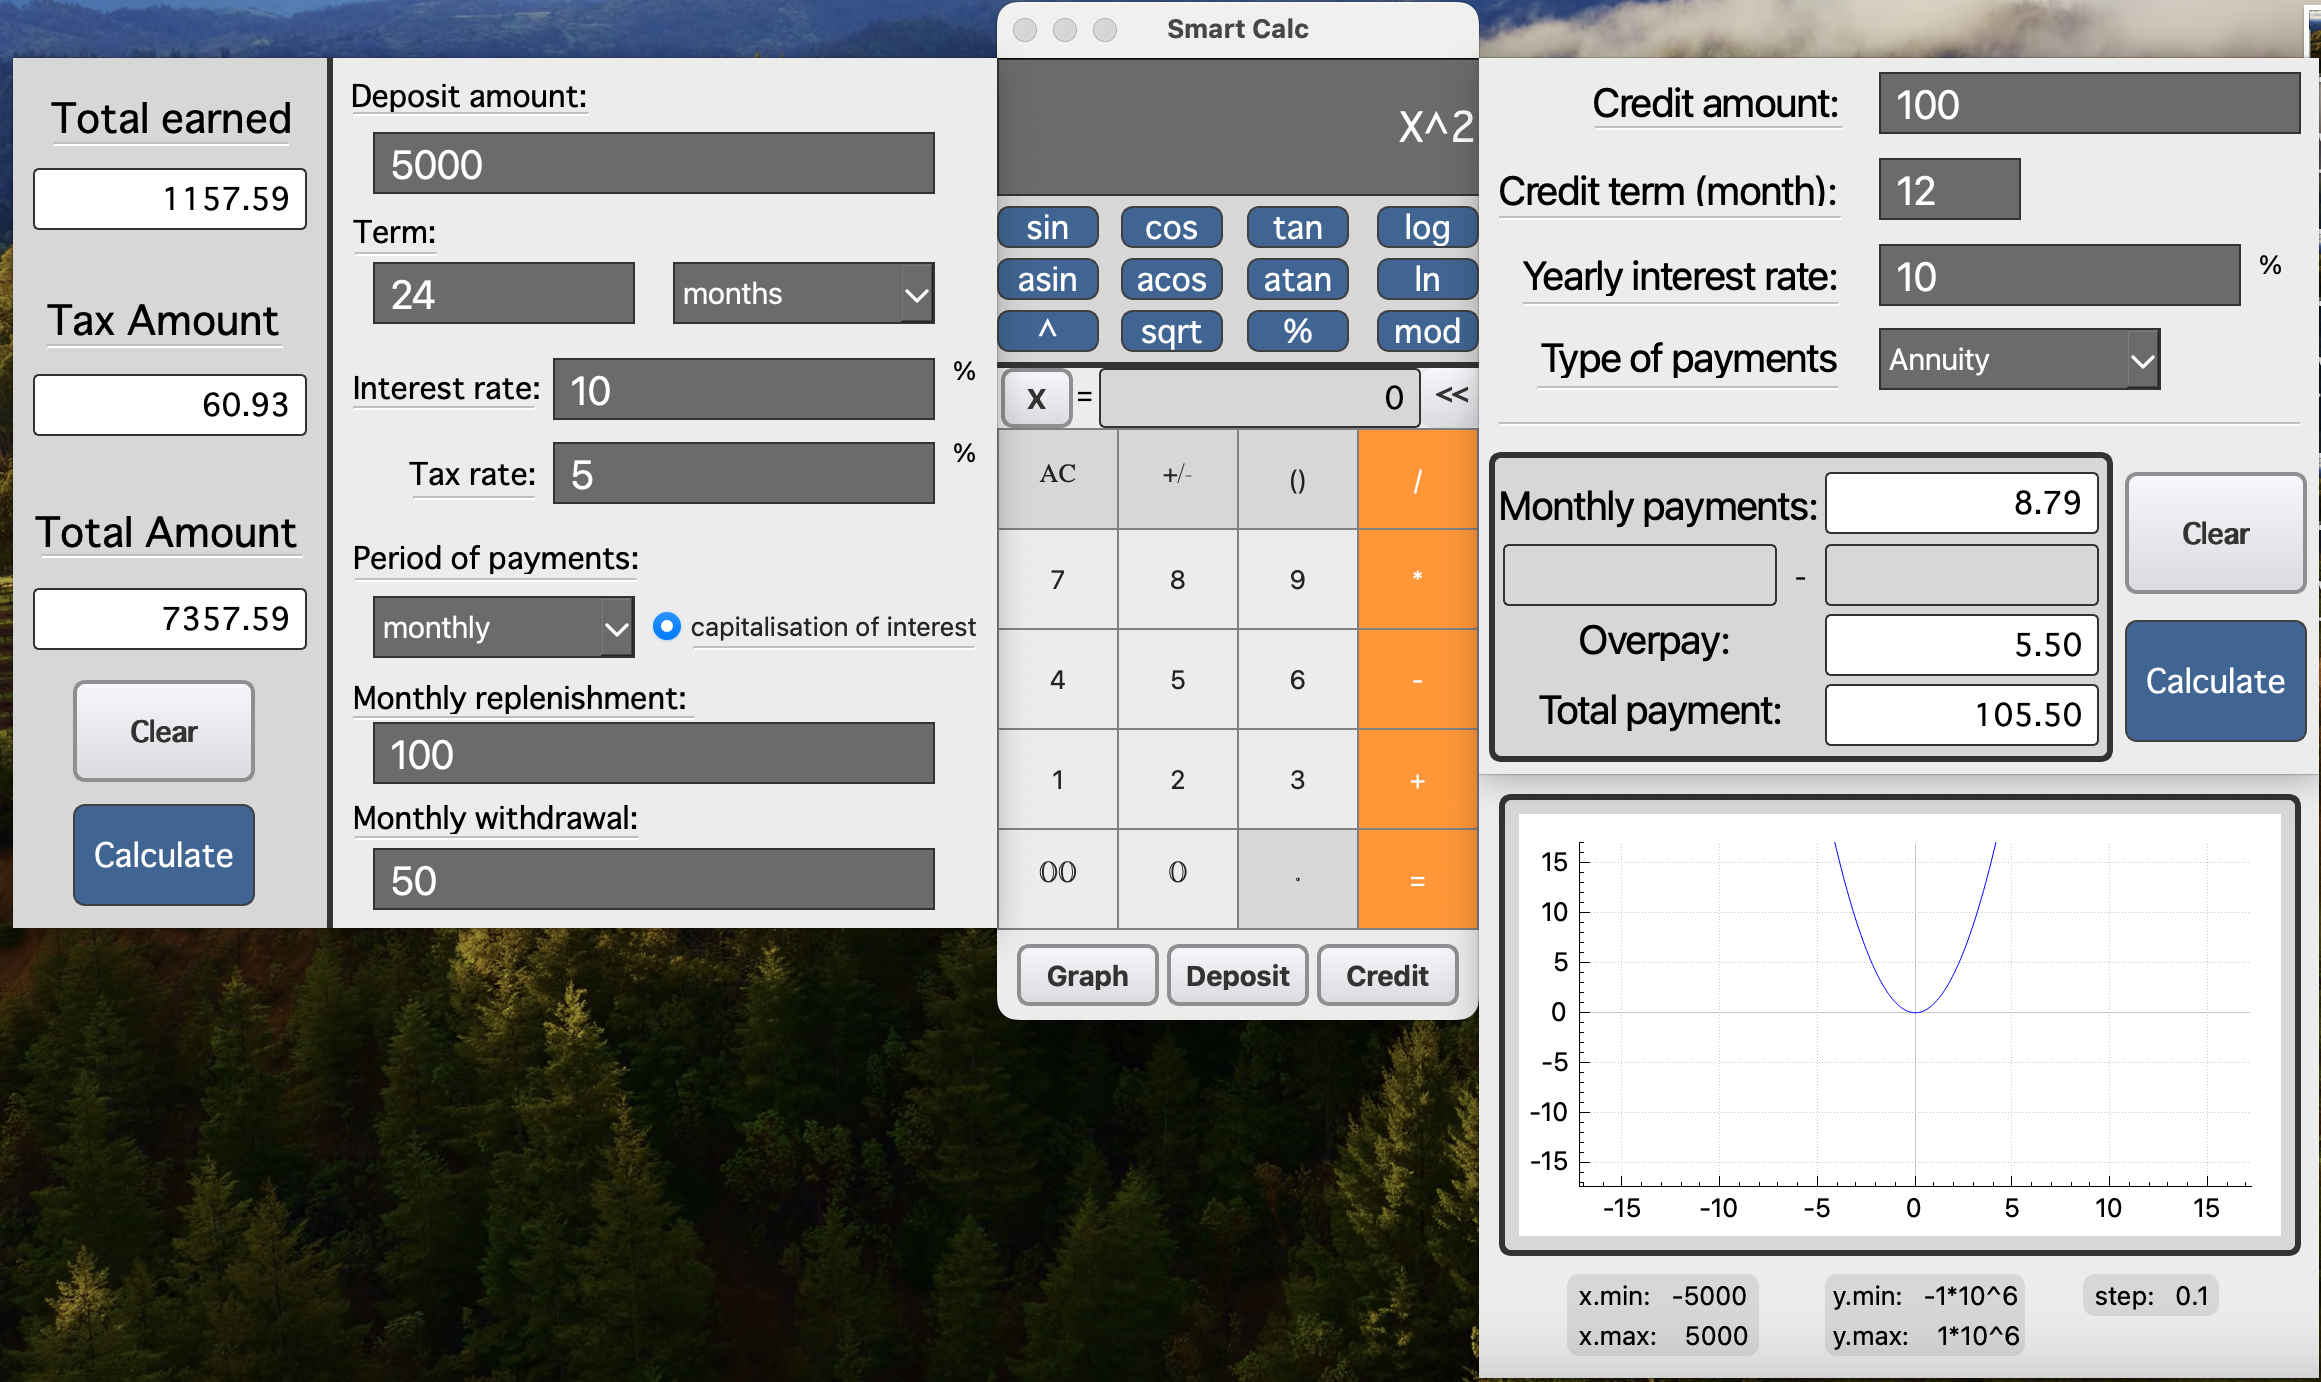 Smart Calc
Total earned
1157.59
Tax Amount
60.93
Total Amount
7357.59
Clear
Calculate
Deposit amount:
5000
Term:
24 months
Interest rate: 10 %
Tax rate: 5 %
Period of payments:
monthly capitalisation of interest
Monthly replenishment:
100
Monthly withdrawal:
50
X^2
sin cos tan log
asin acos atan ln
^ sqrt % mod
X = 0 <<
AC +/- () /
7 8 9 *
4 5 6 -
1 2 3 +
00 0 . =
Graph Deposit Credit
Credit amount: 100
Credit term (month): 12
Yearly interest rate: 10 %
Type of payments Annuity
Monthly payments: 8.79
-
Overpay: 5.50
Total payment: 105.50
Clear
Calculate
15
10
5
0
-5
-10
-15
-15 -10 -5 0 5 10 15
x.min: -5000 y.min: -1*10^6 step: 0.1
x.max: 5000 y.max: 1*10^6